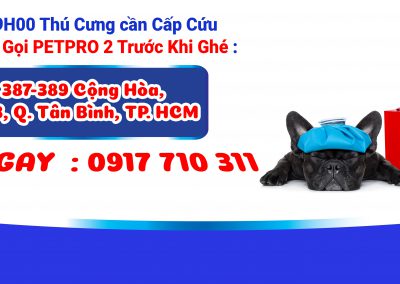 9H00 Thú Cưng cần Cấp Cứu
Gọi PETPRO 2 Trước Khi Ghé :
387-389 Cộng Hòa,
Q. Tân Bình, TP. HCM
GAY : 0917 710 311